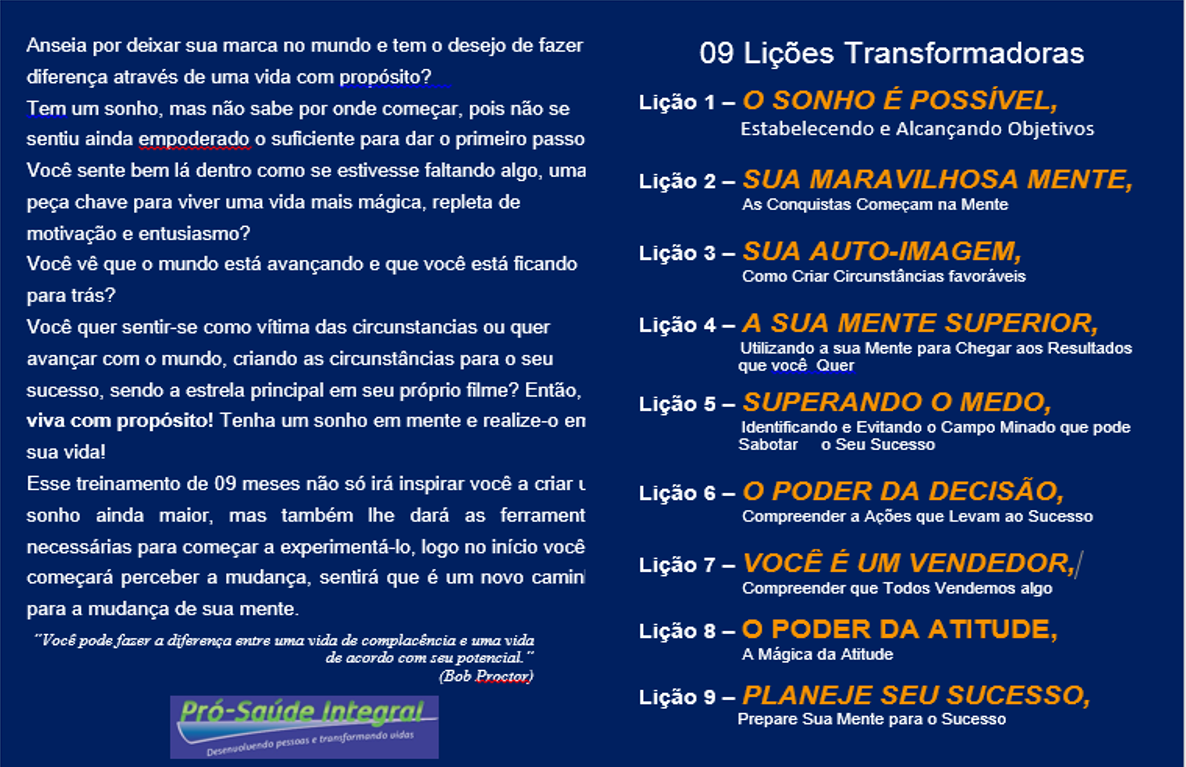 Anseia por deixar sua marca no mundo e tem o desejo de fazer
diferença através de uma vida com propósito?
Tem um sonho, mas não sabe por onde começar, pois não se
sentiu ainda empoderado o suficiente para dar o primeiro passo
Você sente bem lá dentro como se estivesse faltando algo, uma
peça chave para viver uma vida mais mágica, repleta de
motivação e entusiasmo?
Você vê que o mundo está avançando e que você está ficando
para trás?
Você quer sentir-se como vítima das circunstancias ou quer
avançar com o mundo, criando as circunstâncias para o seu
sucesso, sendo a estrela principal em seu próprio filme? Então,
viva com propósito! Tenha um sonho em mente e realize-o em
sua vida!
Esse treinamento de 09 meses não só irá inspirar você a criar u
sonho ainda maior, mas também lhe dará as ferrament
necessárias para começar a experimentá-lo, logo no início você
começará perceber a mudança, sentirá que é um novo camin
para a mudança de sua mente.
"Você pode fazer a diferença entre uma vida de complacência e uma vida
de acordo com seu potencial."
(Bob Proctor)
Pró-Saúde Integral
Desenvolvendo pessoas e transformando vidas
09 Lições Transformadoras
Lição 1 – O SONHO É POSSÍVEL,
Estabelecendo e Alcançando Objetivos
Lição 2 – SUA MARAVILHOSA MENTE,
As Conquistas Começam na Mente
Lição 3 – SUA AUTO-IMAGEM,
Como Criar Circunstâncias favoráveis
Lição 4 – A SUA MENTE SUPERIOR,
Utilizando a sua Mente para Chegar aos Resultados
que você Quer
Lição 5 – SUPERANDO O MEDO,
Identificando e Evitando o Campo Minado que pode
Sabotar o Seu Sucesso
Lição 6 – O PODER DA DECISÃO,
Compreender a Ações que Levam ao Sucesso
Lição 7 – VOCÊ É UM VENDEDOR,
Compreender que Todos Vendemos algo
Lição 8 – O PODER DA ATITUDE,
A Mágica da Atitude
Lição 9 – PLANEJE SEU SUCESSO,
Prepare Sua Mente para o Sucesso